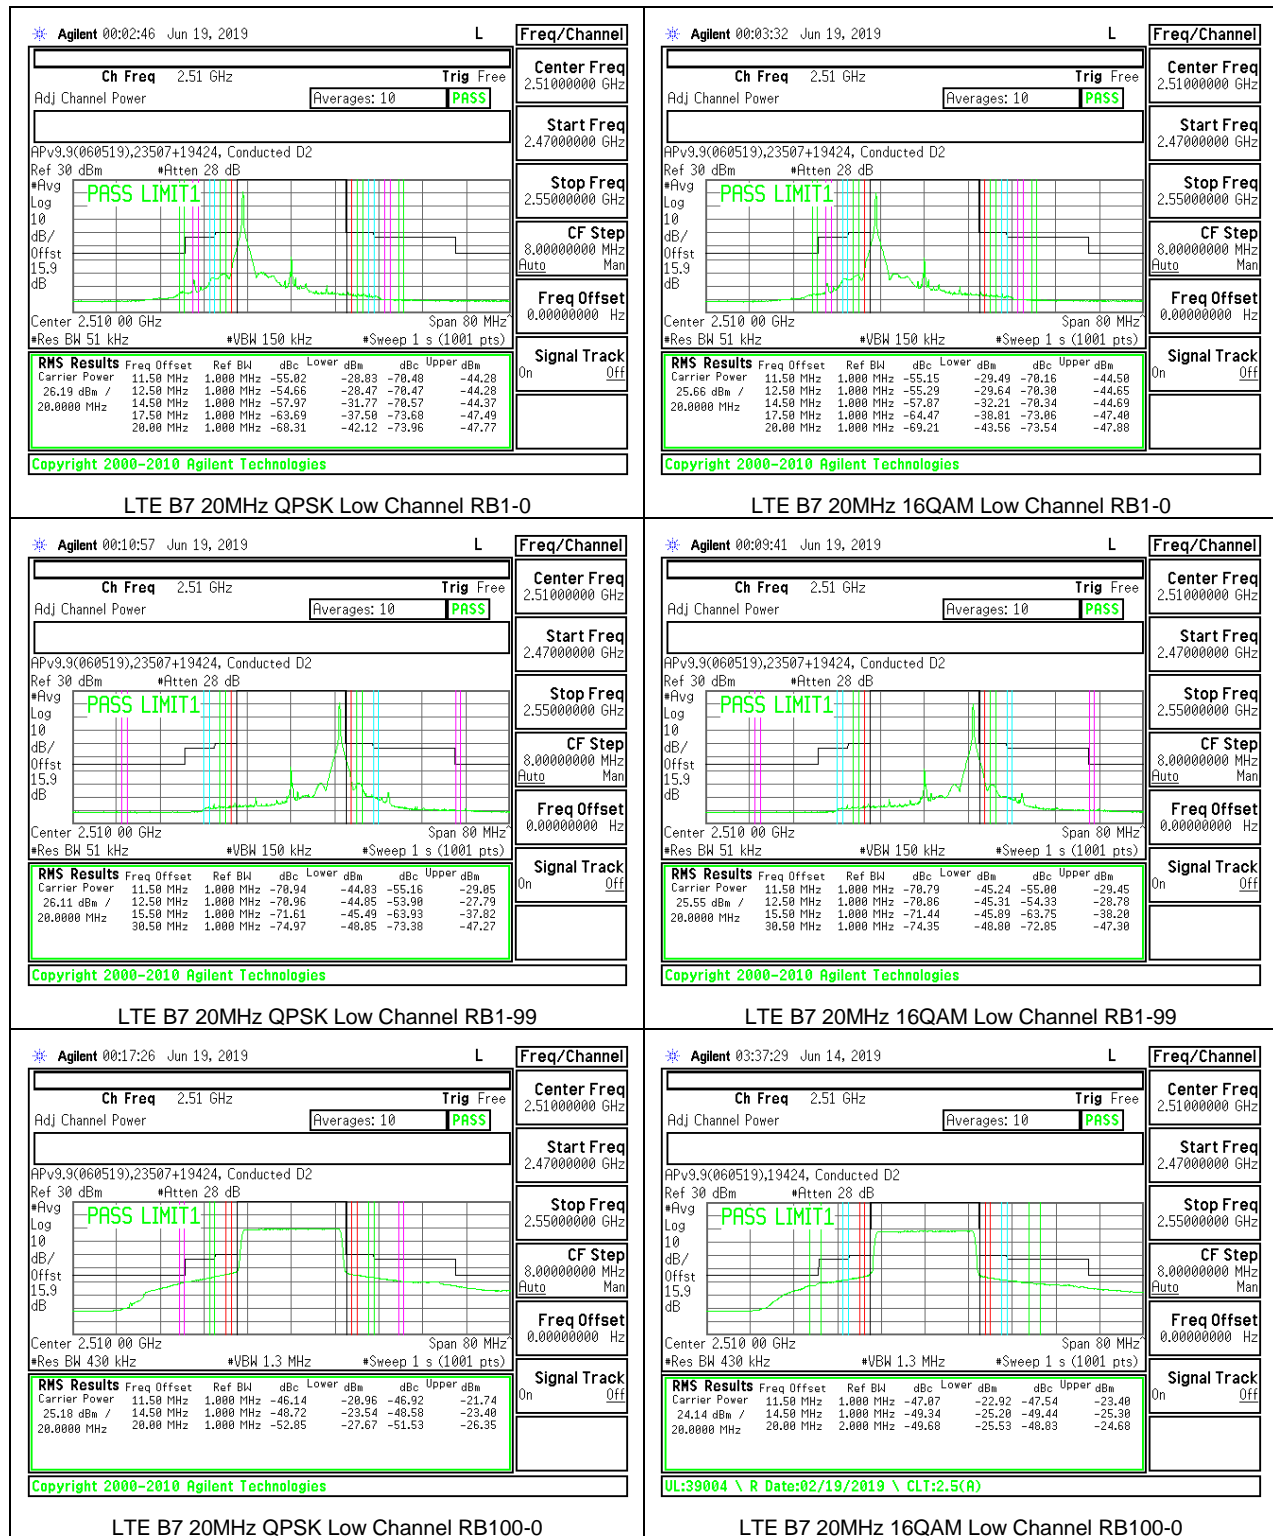 Agilent 00:02:46 Jun 19, 2019 L Freq/Channel
Ch Freq 2.51 GHz Trig Free
Adj Channel Power Averages: 10 PASS
APv9.9(060519),23507+19424, Conducted D2
Ref 30 dBm #Atten 28 dB
#Avg
Log
10
dB/
Offst
15.9
dB
PASS LIMIT1
Center 2.510 00 GHz Span 80 MHz^
#Res BW 51 kHz #VBW 150 kHz #Sweep 1 s (1001 pts)
RMS Results Freq Offset Ref BW dBc Lower dBm dBc Upper dBm
Carrier Power 11.50 MHz 1.000 MHz -55.02 -28.83 -70.48 -44.28
26.19 dBm / 12.50 MHz 1.000 MHz -54.66 -28.47 -70.47 -44.28
20.0000 MHz 14.50 MHz 1.000 MHz -57.97 -31.77 -70.57 -44.37
17.50 MHz 1.000 MHz -63.69 -37.50 -73.68 -47.49
20.00 MHz 1.000 MHz -68.31 -42.12 -73.96 -47.77
Copyright 2000-2010 Agilent Technologies
Center Freq
2.51000000 GHz
Start Freq
2.47000000 GHz
Stop Freq
2.55000000 GHz
CF Step
8.00000000 MHz
Auto Man
Freq Offset
0.00000000 Hz
Signal Track
On Off
LTE B7 20MHz QPSK Low Channel RB1-0
Agilent 00:03:32 Jun 19, 2019 L Freq/Channel
Ch Freq 2.51 GHz Trig Free
Adj Channel Power Averages: 10 PASS
APv9.9(060519),23507+19424, Conducted D2
Ref 30 dBm #Atten 28 dB
#Avg
Log
10
dB/
Offst
15.9
dB
PASS LIMIT1
Center 2.510 00 GHz Span 80 MHz^
#Res BW 51 kHz #VBW 150 kHz #Sweep 1 s (1001 pts)
RMS Results Freq Offset Ref BW dBc Lower dBm dBc Upper dBm
Carrier Power 11.50 MHz 1.000 MHz -55.15 -29.49 -70.16 -44.50
25.66 dBm / 12.50 MHz 1.000 MHz -55.29 -29.64 -70.30 -44.65
20.0000 MHz 14.50 MHz 1.000 MHz -57.87 -32.21 -70.34 -44.69
17.50 MHz 1.000 MHz -64.47 -38.81 -73.06 -47.40
20.00 MHz 1.000 MHz -69.21 -43.56 -73.54 -47.88
Copyright 2000-2010 Agilent Technologies
Center Freq
2.51000000 GHz
Start Freq
2.47000000 GHz
Stop Freq
2.55000000 GHz
CF Step
8.00000000 MHz
Auto Man
Freq Offset
0.00000000 Hz
Signal Track
On Off
LTE B7 20MHz 16QAM Low Channel RB1-0
Agilent 00:10:57 Jun 19, 2019 L Freq/Channel
Ch Freq 2.51 GHz Trig Free
Adj Channel Power Averages: 10 PASS
APv9.9(060519),23507+19424, Conducted D2
Ref 30 dBm #Atten 28 dB
#Avg
Log
10
dB/
Offst
15.9
dB
PASS LIMIT1
Center 2.510 00 GHz Span 80 MHz^
#Res BW 51 kHz #VBW 150 kHz #Sweep 1 s (1001 pts)
RMS Results Freq Offset Ref BW dBc Lower dBm dBc Upper dBm
Carrier Power 11.50 MHz 1.000 MHz -70.94 -44.83 -55.16 -29.05
26.11 dBm / 12.50 MHz 1.000 MHz -70.96 -44.85 -53.90 -27.79
20.0000 MHz 15.50 MHz 1.000 MHz -71.61 -45.49 -63.93 -37.82
30.50 MHz 1.000 MHz -74.97 -48.85 -73.38 -47.27
Copyright 2000-2010 Agilent Technologies
Center Freq
2.51000000 GHz
Start Freq
2.47000000 GHz
Stop Freq
2.55000000 GHz
CF Step
8.00000000 MHz
Auto Man
Freq Offset
0.00000000 Hz
Signal Track
On Off
LTE B7 20MHz QPSK Low Channel RB1-99
Agilent 00:09:41 Jun 19, 2019 L Freq/Channel
Ch Freq 2.51 GHz Trig Free
Adj Channel Power Averages: 10 PASS
APv9.9(060519),23507+19424, Conducted D2
Ref 30 dBm #Atten 28 dB
#Avg
Log
10
dB/
Offst
15.9
dB
PASS LIMIT1
Center 2.510 00 GHz Span 80 MHz^
#Res BW 51 kHz #VBW 150 kHz #Sweep 1 s (1001 pts)
RMS Results Freq Offset Ref BW dBc Lower dBm dBc Upper dBm
Carrier Power 11.50 MHz 1.000 MHz -70.79 -45.24 -55.00 -29.45
25.55 dBm / 12.50 MHz 1.000 MHz -70.86 -45.31 -54.33 -28.78
20.0000 MHz 15.50 MHz 1.000 MHz -71.44 -45.89 -63.75 -38.20
30.50 MHz 1.000 MHz -74.35 -48.80 -72.85 -47.30
Copyright 2000-2010 Agilent Technologies
Center Freq
2.51000000 GHz
Start Freq
2.47000000 GHz
Stop Freq
2.55000000 GHz
CF Step
8.00000000 MHz
Auto Man
Freq Offset
0.00000000 Hz
Signal Track
On Off
LTE B7 20MHz 16QAM Low Channel RB1-99
Agilent 00:17:26 Jun 19, 2019 L Freq/Channel
Ch Freq 2.51 GHz Trig Free
Adj Channel Power Averages: 10 PASS
APv9.9(060519),23507+19424, Conducted D2
Ref 30 dBm #Atten 28 dB
#Avg
Log
10
dB/
Offst
15.9
dB
PASS LIMIT1
Center 2.510 00 GHz Span 80 MHz^
#Res BW 430 kHz #VBW 1.3 MHz #Sweep 1 s (1001 pts)
RMS Results Freq Offset Ref BW dBc Lower dBm dBc Upper dBm
Carrier Power 11.50 MHz 1.000 MHz -46.14 -20.96 -46.92 -21.74
25.18 dBm / 14.50 MHz 1.000 MHz -48.72 -23.54 -48.58 -23.40
20.0000 MHz 20.00 MHz 1.000 MHz -52.85 -27.67 -51.53 -26.35
Copyright 2000-2010 Agilent Technologies
Center Freq
2.51000000 GHz
Start Freq
2.47000000 GHz
Stop Freq
2.55000000 GHz
CF Step
8.00000000 MHz
Auto Man
Freq Offset
0.00000000 Hz
Signal Track
On Off
LTE B7 20MHz QPSK Low Channel RB100-0
Agilent 03:37:29 Jun 14, 2019 L Freq/Channel
Ch Freq 2.51 GHz Trig Free
Adj Channel Power Averages: 10 PASS
APv9.9(060519),19424, Conducted D2
Ref 30 dBm #Atten 28 dB
#Avg
Log
10
dB/
Offst
15.9
dB
PASS LIMIT1
Center 2.510 00 GHz Span 80 MHz^
#Res BW 430 kHz #VBW 1.3 MHz #Sweep 1 s (1001 pts)
RMS Results Freq Offset Ref BW dBc Lower dBm dBc Upper dBm
Carrier Power 11.50 MHz 1.000 MHz -47.07 -22.92 -47.54 -23.40
24.14 dBm / 14.50 MHz 1.000 MHz -49.34 -25.20 -49.44 -25.30
20.0000 MHz 20.00 MHz 2.000 MHz -49.68 -25.53 -48.83 -24.68
UL:39004 \ R Date:02/19/2019 \ CLT:2.5(A)
Center Freq
2.51000000 GHz
Start Freq
2.47000000 GHz
Stop Freq
2.55000000 GHz
CF Step
8.00000000 MHz
Auto Man
Freq Offset
0.00000000 Hz
Signal Track
On Off
LTE B7 20MHz 16QAM Low Channel RB100-0